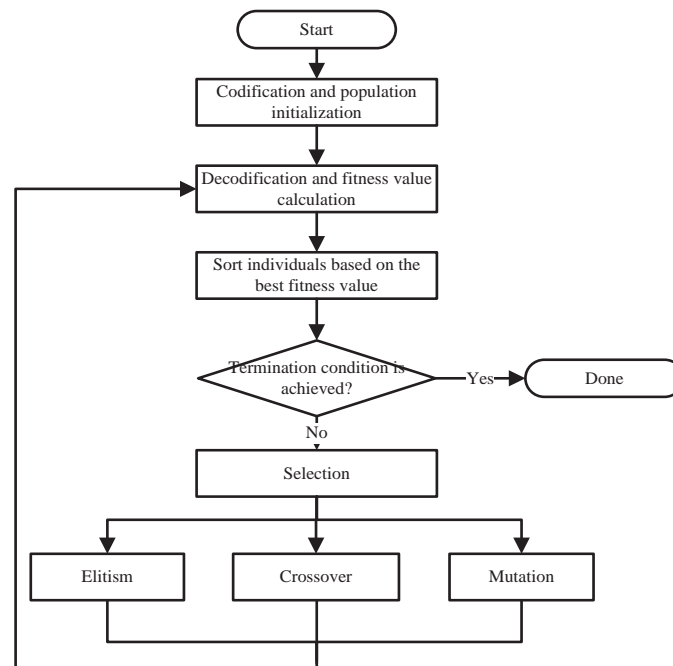 Start
Codification and population
initialization
Decodification and fitness value
calculation
Sort individuals based on the
best fitness value
Termination condition is
achieved?
Yes
Done
No
Selection
Elitism
Crossover
Mutation